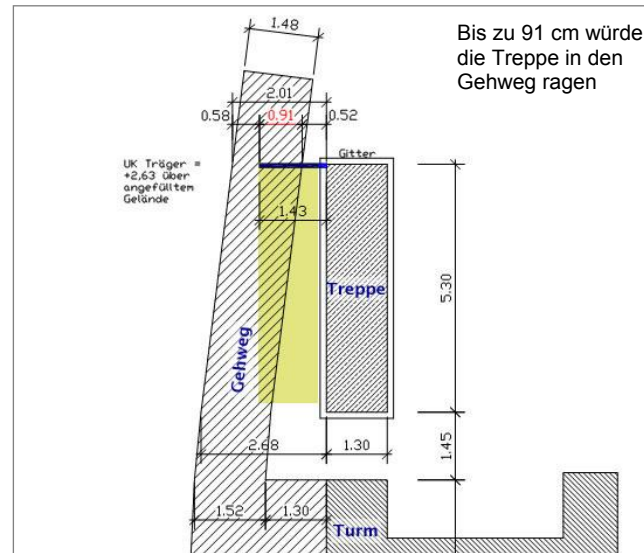 Bis zu 91 cm würde
die Treppe in den
Gehweg ragen
1.48
2.01
0.58
0.91
0.52
Gitter
UK Träger =
+2,63 über
angefülltem
Gelände
1.43
Treppe
5.30
Gehweg
2.68
1.30
1.45
1.52
1.30
Turm